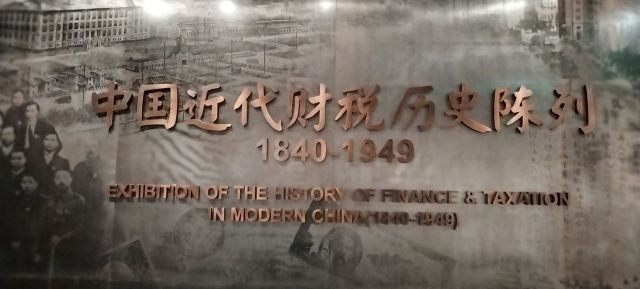 中国近代财税历史陈列
1840-1949
EXHIBITION OF THE HISTORY OF FINANCE & TAXATION
IN MODERN CHINA(1840-1949)